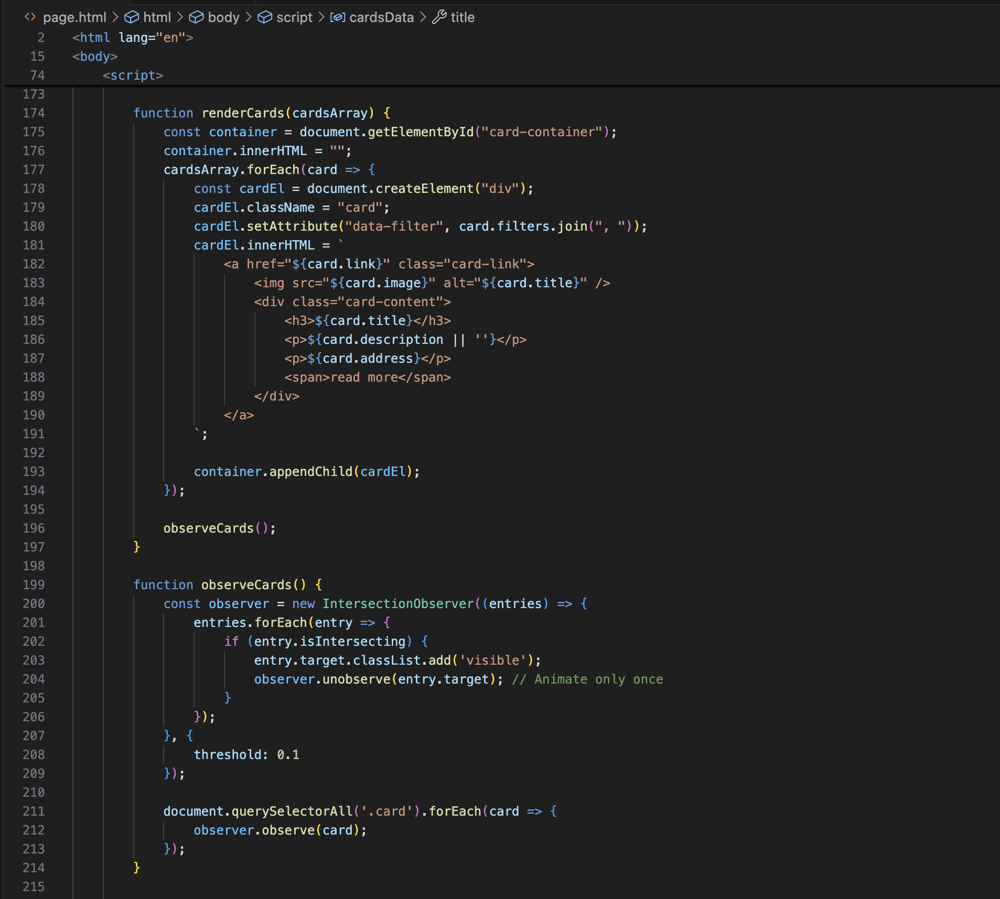 page.html > html > body > script > cardsData > title
2 <html lang="en">
15 <body>
74     <script>
173
174         function renderCards(cardsArray) {
175             const container = document.getElementById("card-container");
176             container.innerHTML = "";
177             cardsArray.forEach(card => {
178                 const cardEl = document.createElement("div");
179                 cardEl.className = "card";
180                 cardEl.setAttribute("data-filter", card.filters.join(", "));
181                 cardEl.innerHTML = `
182                     <a href="${card.link}" class="card-link">
183                         <img src="${card.image}" alt="${card.title}" />
184                         <div class="card-content">
185                             <h3>${card.title}</h3>
186                             <p>${card.description || ''}</p>
187                             <p>${card.address}</p>
188                             <span>read more</span>
189                         </div>
190                     </a>
191                 `;
192
193                 container.appendChild(cardEl);
194             });
195
196             observeCards();
197         }
198
199         function observeCards() {
200             const observer = new IntersectionObserver((entries) => {
201                 entries.forEach(entry => {
202                     if (entry.isIntersecting) {
203                         entry.target.classList.add('visible');
204                         observer.unobserve(entry.target); // Animate only once
205                     }
206                 });
207             }, {
208                 threshold: 0.1
209             });
210
211             document.querySelectorAll('.card').forEach(card => {
212                 observer.observe(card);
213             });
214         }
215